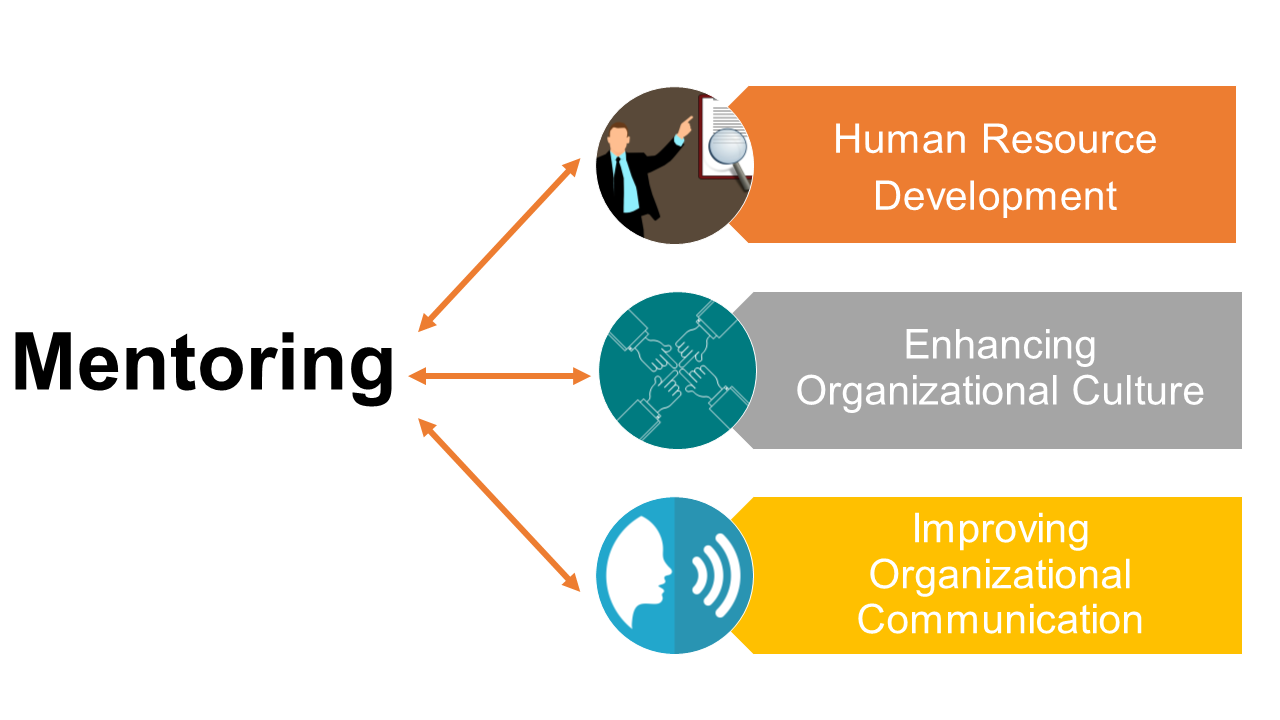 Mentoring
Human Resource
Development
Enhancing
Organizational Culture
Improving
Organizational
Communication